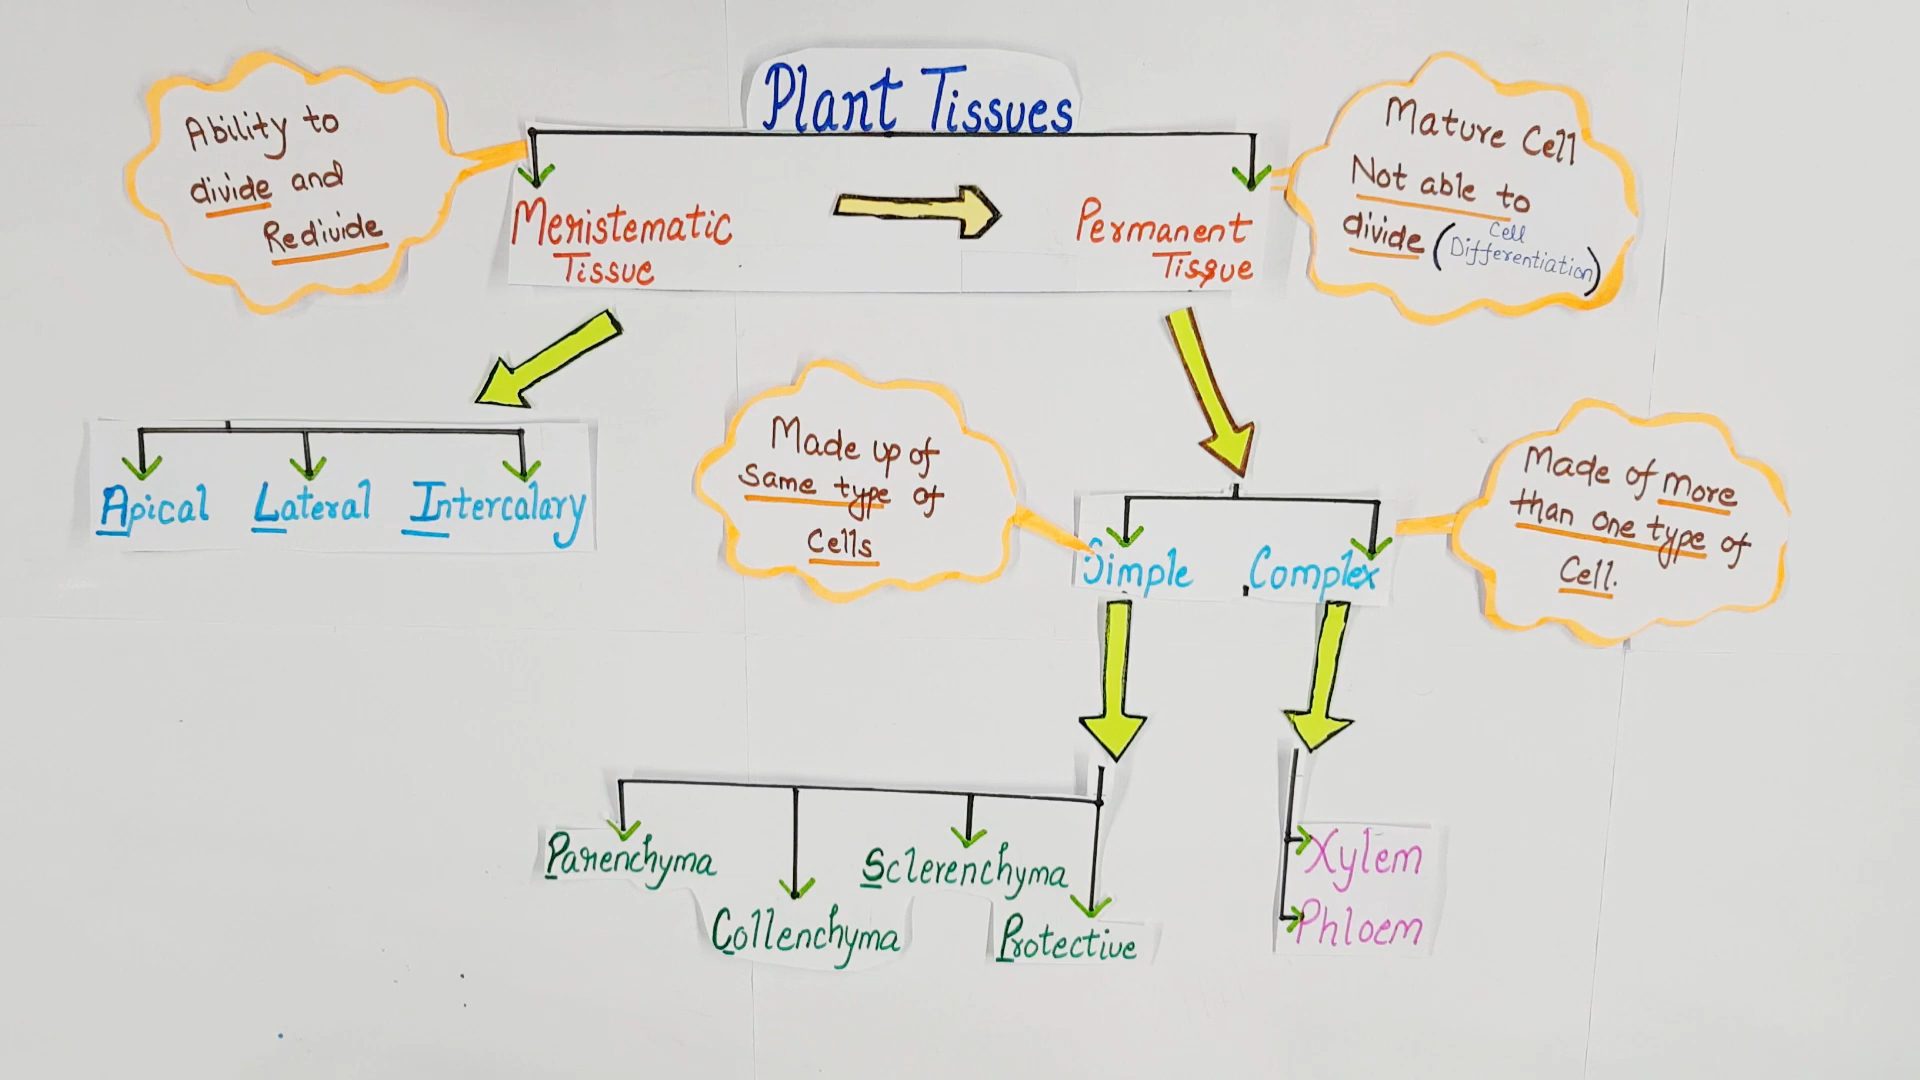 Plant Tissues
Ability to
divide and
Redivide
Meristematic
Tissue
Permanent
Tissue
Mature Cell
Not able to
divide (Cell
Differentiation)
Apical Lateral Intercalary
Made up of
same type of
Cells
Simple Complex
Made of more
than one type of
Cell.
Parenchyma
Collenchyma
Sclerenchyma
Protective
Xylem
Phloem